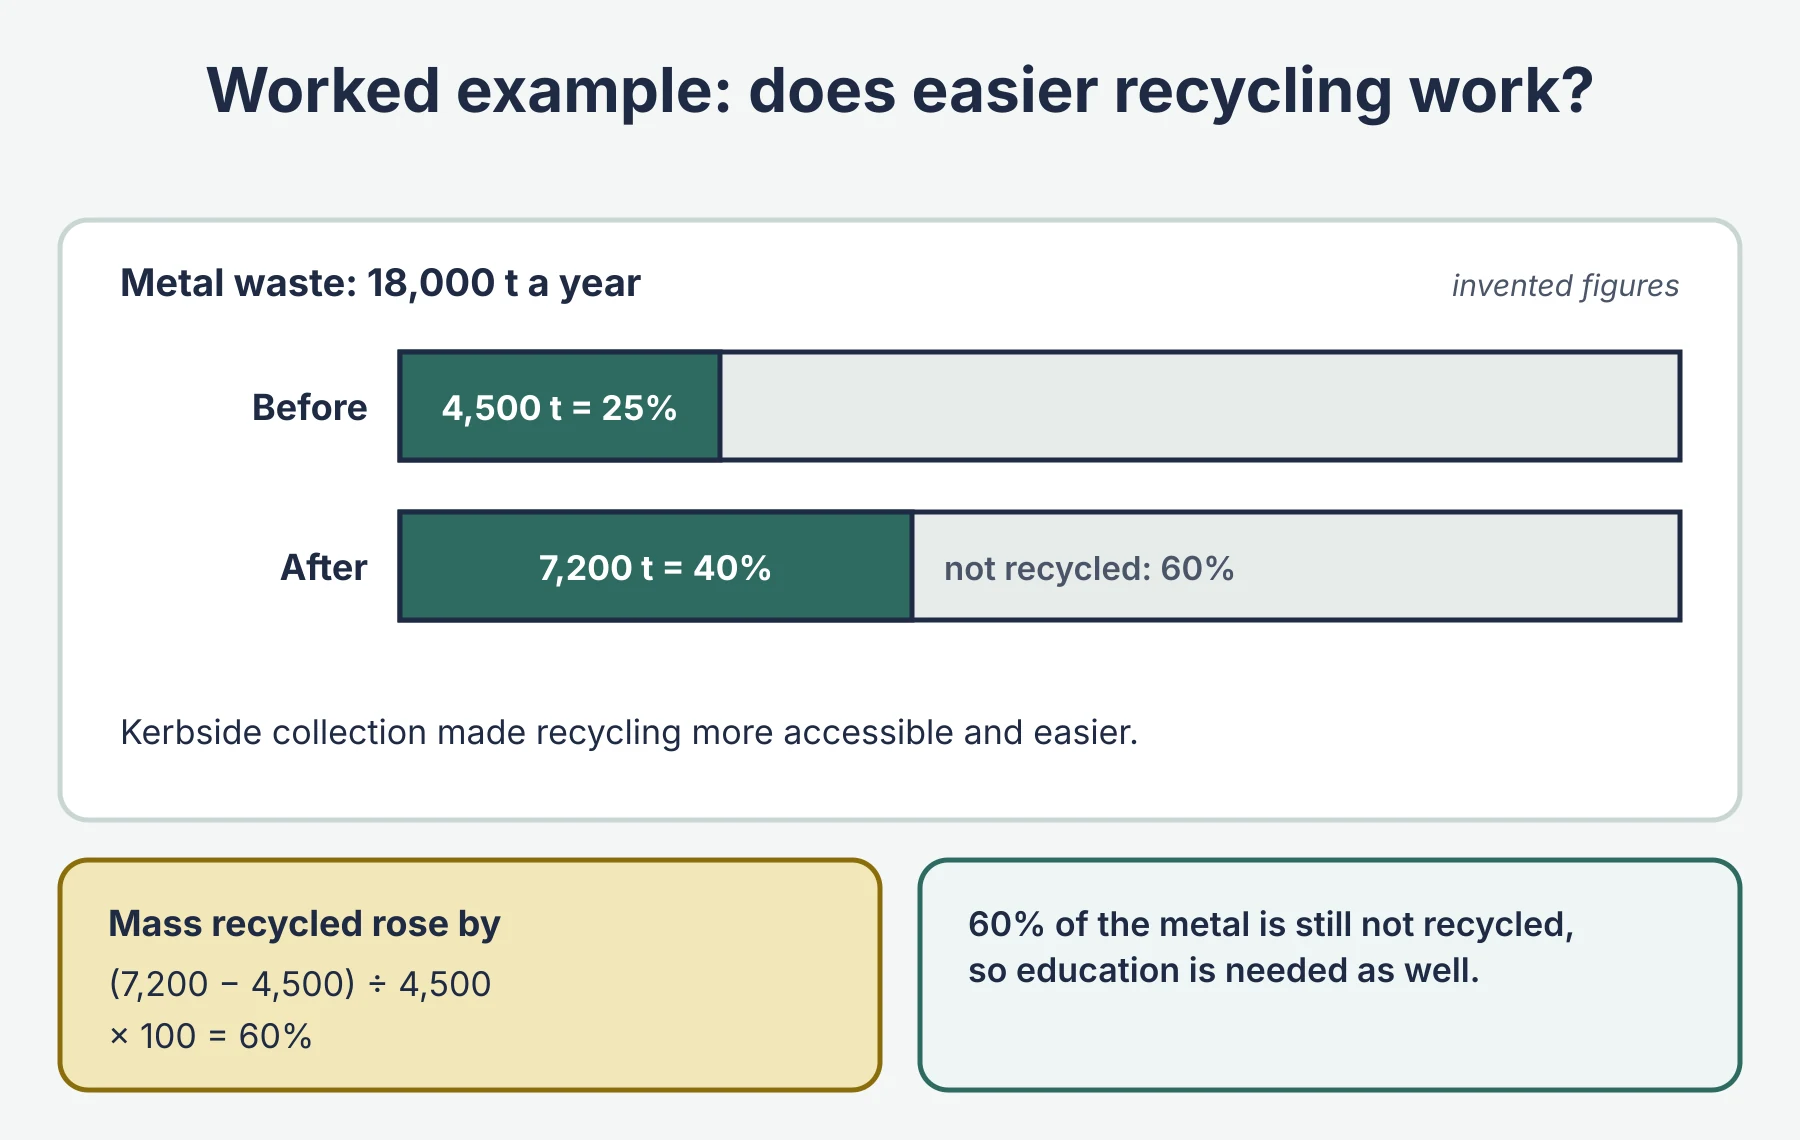 Worked example: does easier recycling work?
Metal waste: 18,000 t a year
invented figures
Before
4,500 t = 25%
After
7,200 t = 40%
not recycled: 60%
Kerbside collection made recycling more accessible and easier.
Mass recycled rose by
(7,200 − 4,500) ÷ 4,500
× 100 = 60%
60% of the metal is still not recycled,
so education is needed as well.